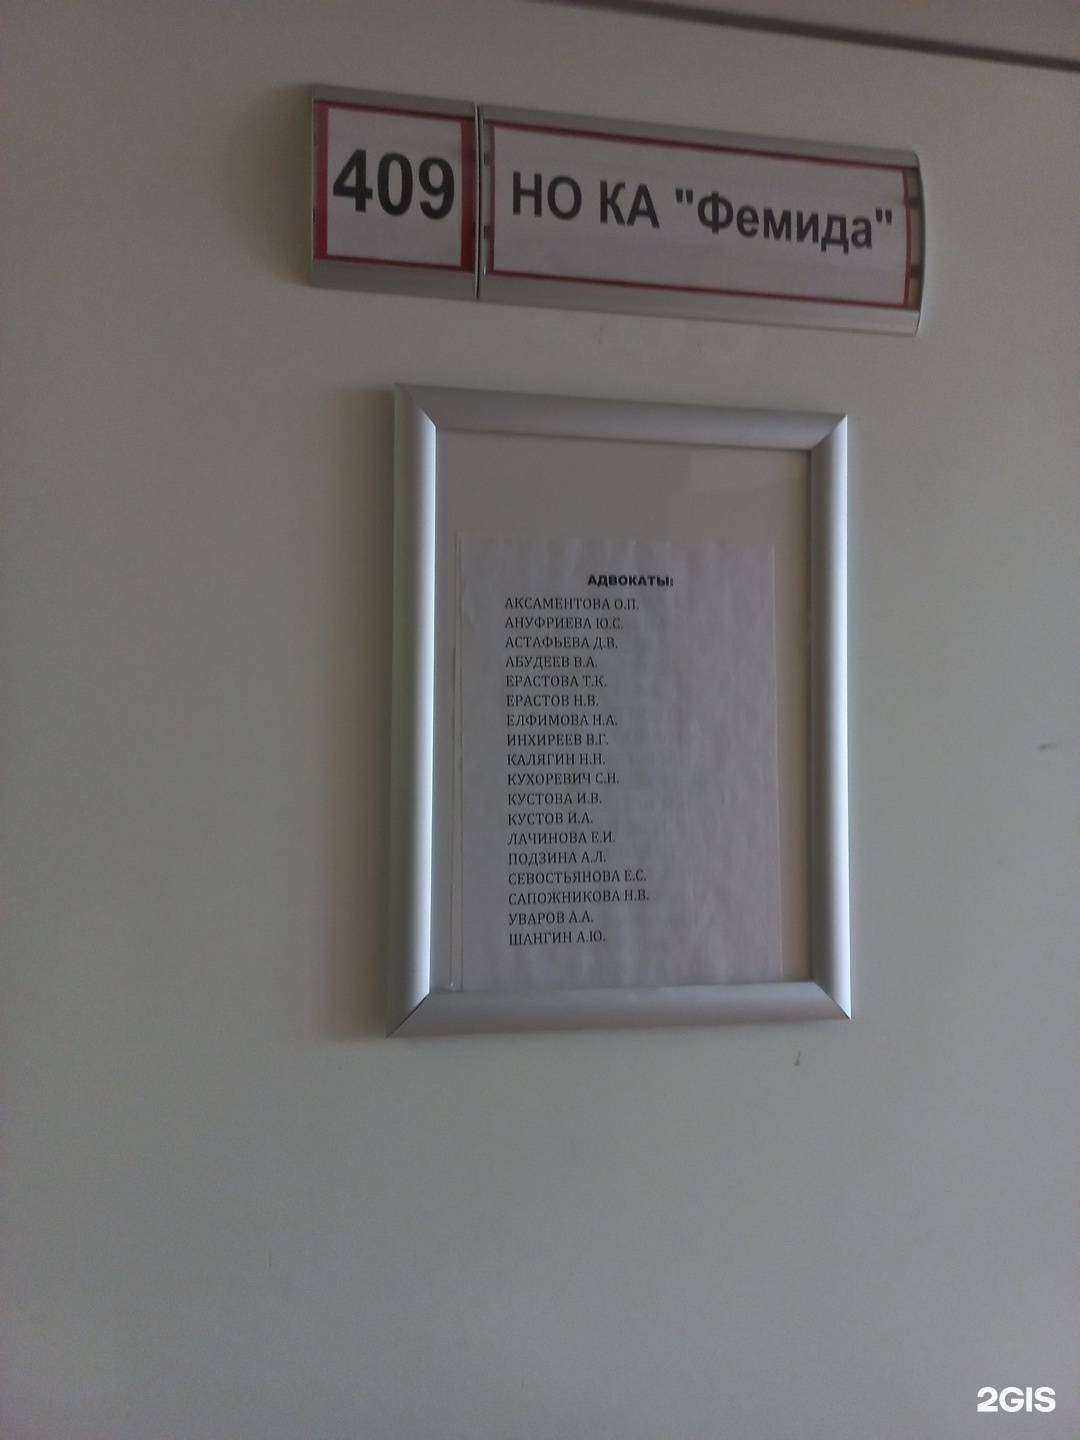 409
НО КА "Фемида"
АДВОКАТЫ:
АКСАМЕНТОВА О.П.
АНУФРИЕВА Ю.С.
АСТАФЬЕВА Д.В.
АБУДЕЕВ В.А.
ЕРАСТОВА Т.К.
ЕРАСТОВ Н.В.
ЕЛФИМОВА Н.А.
ИНХИРЕЕВ В.Г.
КАЛЯГИН Н.Н.
КУХОРЕВИЧ С.Н.
КУСТОВА И.В.
КУСТОВ И.А.
ЛАЧИНОВА Е.И.
ПОДЗИНА А.Л.
СЕВОСТЬЯНОВА Е.С.
САПОЖНИКОВА Н.В.
УВАРОВ А.А.
ШАНГИН А.Ю.
2GIS